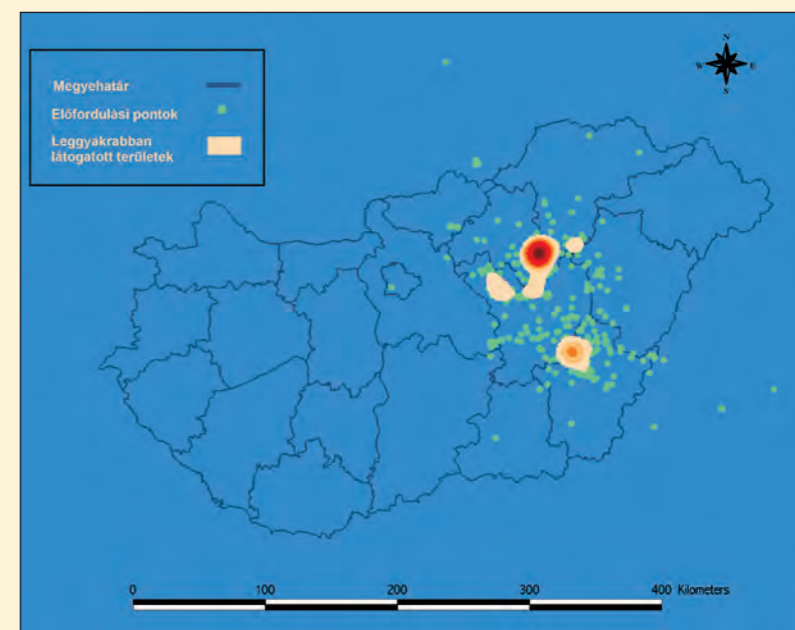 N
W E
S
Megyehatár
Előfordulási pontok
Leggyakrabban
látogatott területek
0 100 200 300 400 Kilometers